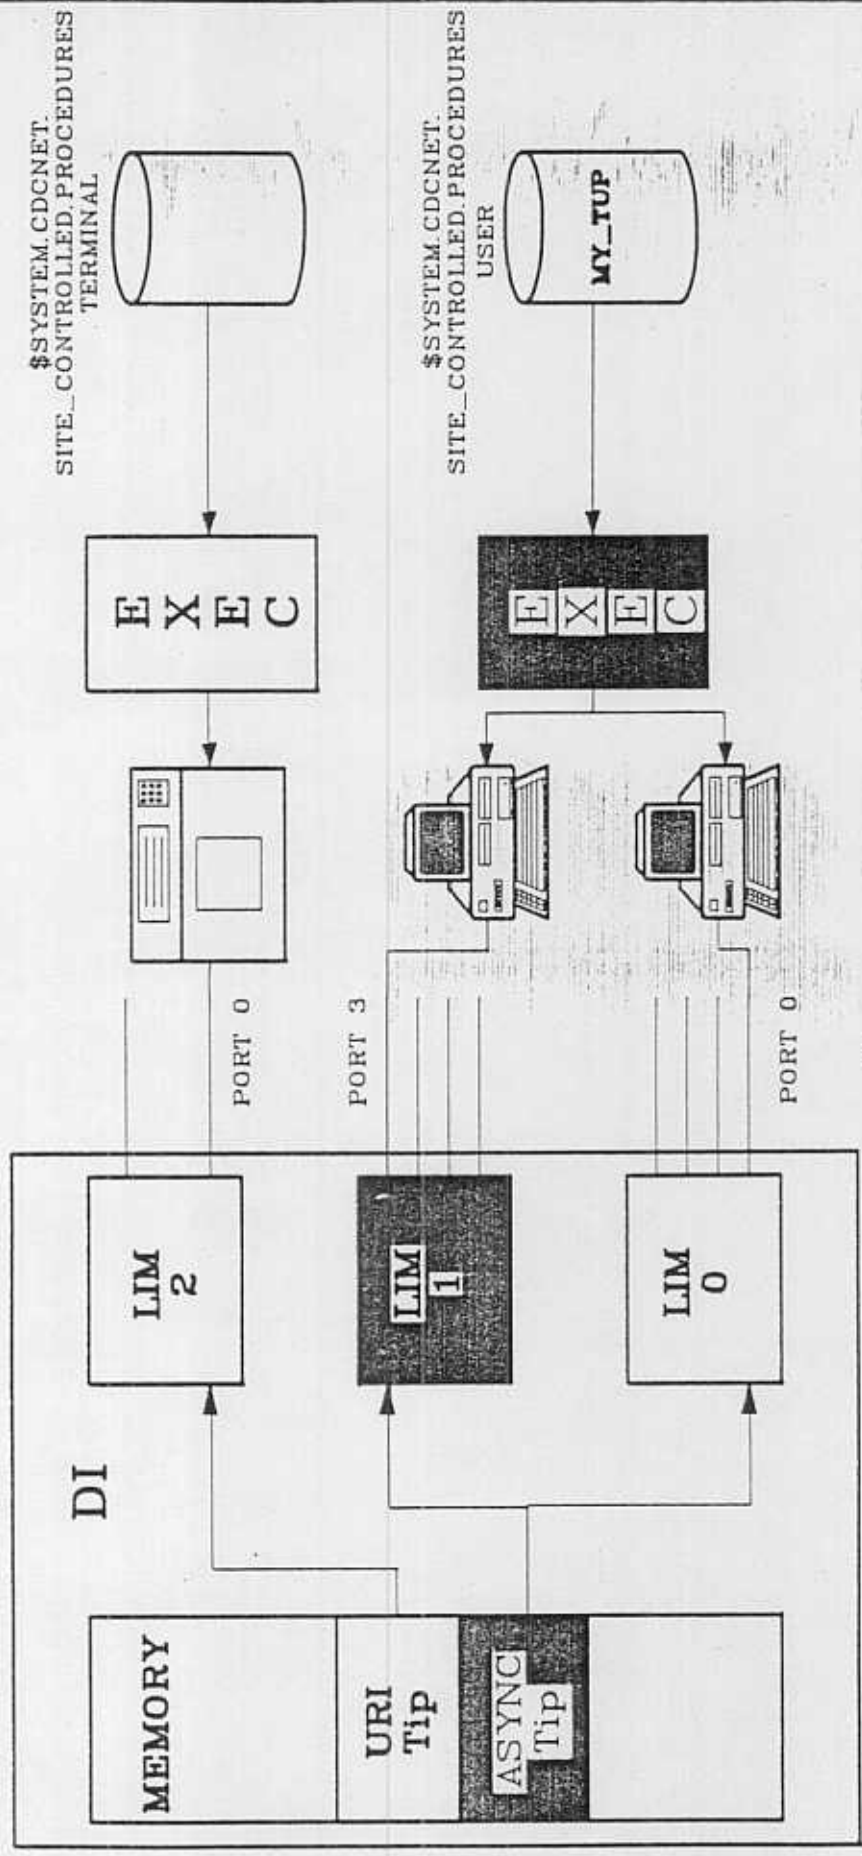 DI
MEMORY
URI
Tip
ASYNC
Tip
LIM
2
LIM
1
LIM
0
PORT 0
PORT 3
PORT 0
E
X
E
C
E
X
E
C
$SYSTEM.CDCNET.
SITE_CONTROLLED.PROCEDURES
TERMINAL
$SYSTEM.CDCNET.
SITE_CONTROLLED.PROCEDURES
USER
MY_TUP